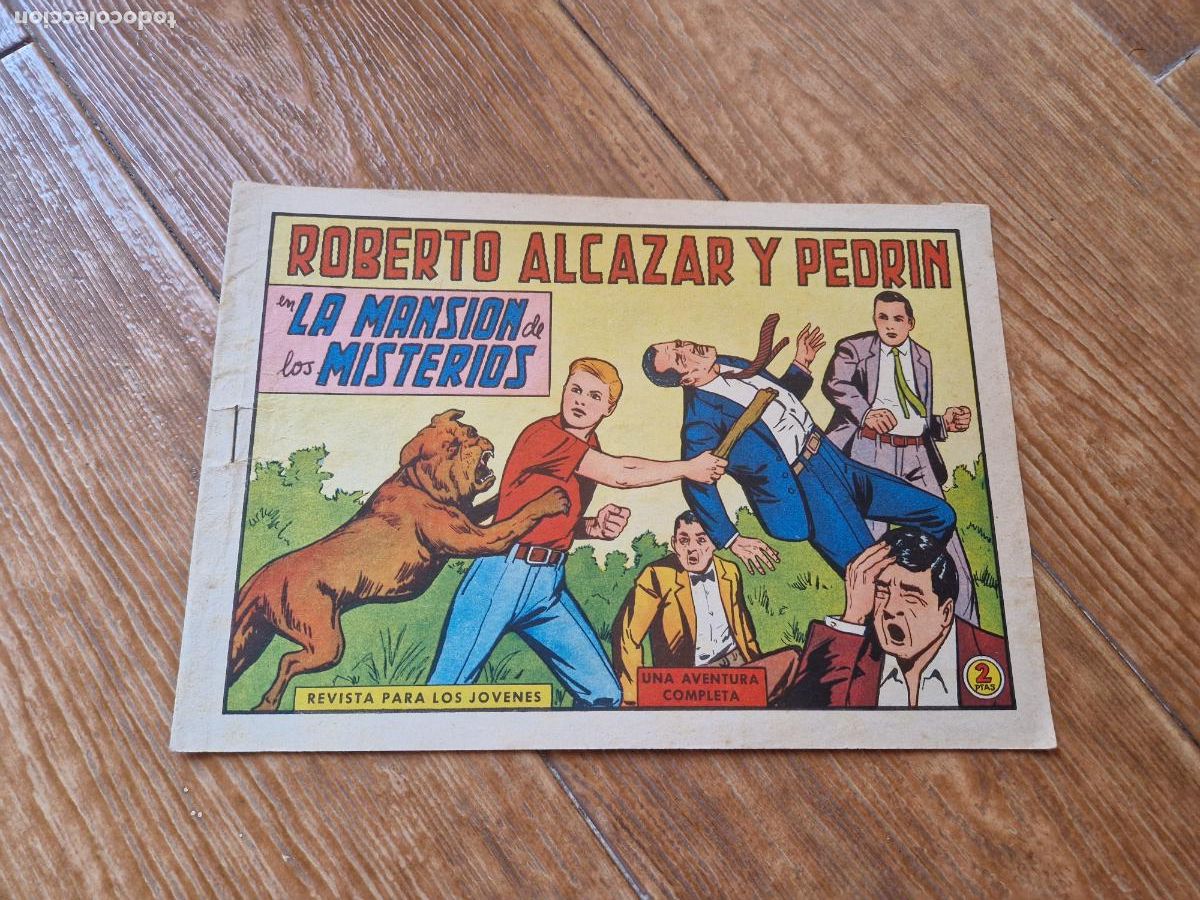 todocoleccion
ROBERTO ALCAZAR Y PEDRIN
en LA MANSION de
los MISTERIOS
REVISTA PARA LOS JOVENES
UNA AVENTURA
COMPLETA
2
PTAS